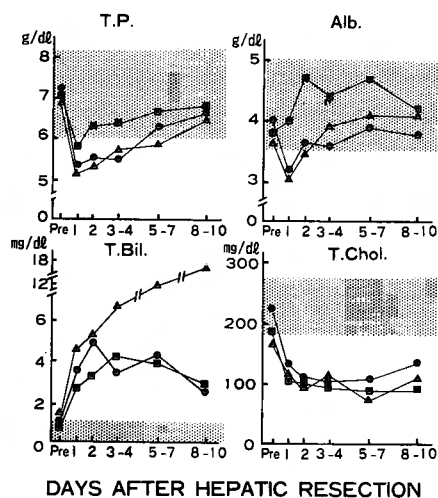 T.P.
Alb.
g/dl
g/dl
8
7
6
5
0
5
4
3
0
Pre 1 2 3-4 5-7 8-10
Pre 1 2 3-4 5-7 8-10
mg/dl
T.Bil.
mg/dl
T.Chol.
18
12
6
4
2
0
300
200
100
0
Pre 1 2 3-4 5-7 8-10
Pre 1 2 3-4 5-7 8-10
DAYS AFTER HEPATIC RESECTION